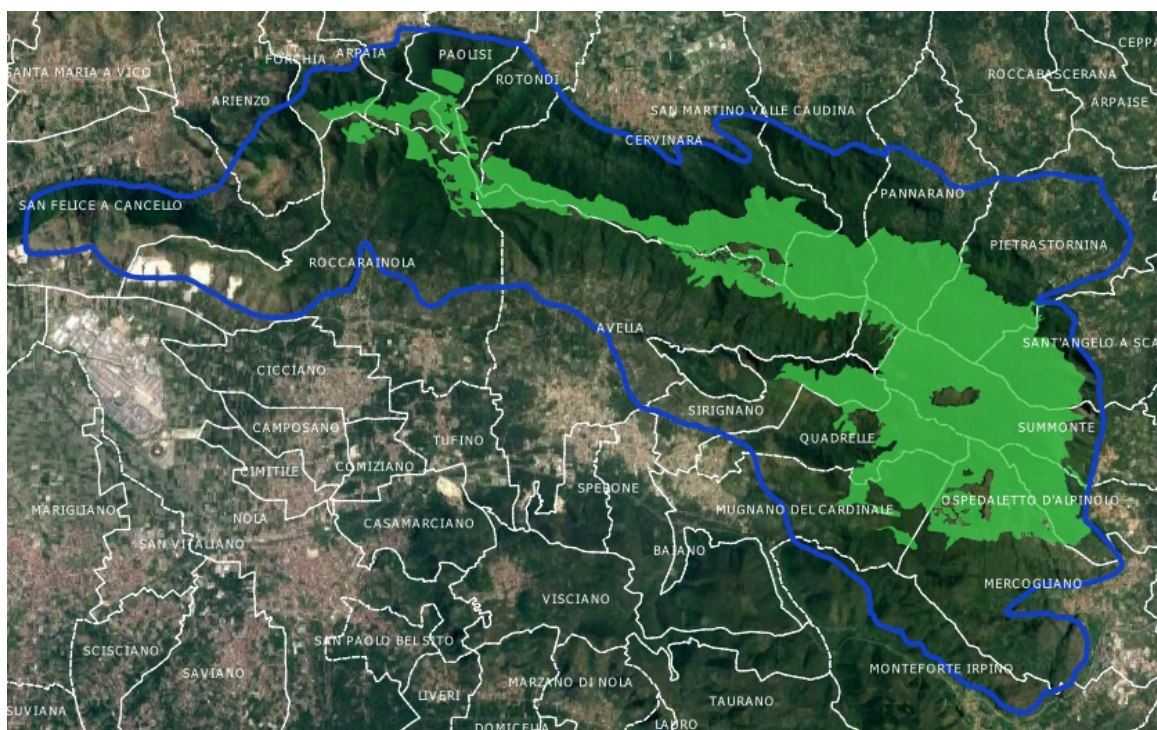 CEPPA
PAOLISI
ARPAIA
FORCHIA
SANTA MARIA A VICO
ROTONDI
ROCCABASCERANA
ARIENZO
ARPAISE
SAN MARTINO VALLE CAUDINA
CERVINARA
PANNARANO
SAN FELICE A CANCELLO
PIETRASTORNINA
ROCCARAINOLA
AVELLA
SANT'ANGELO A SCA
CICCIANO
SIRIGNANO
CAMPOSANO
SUMMONTE
TUFINO
QUADRELLE
CIMITILE
COMIZIANO
SPERONE
OSPEDALETTO D'ALPINOLO
MARIGLIANO
NOLA
CASAMARCIANO
MUGNANO DEL CARDINALE
SAN VITALIANO
BAIANO
MERCOGLIANO
VISCIANO
SAN PAOLO BEL SITO
SCISCIANO
SAVIANO
MONTEFORTE IRPINO
MARZANO DI NOLA
LIVERI
TAURANO
SUVIANA
LAURO
DOMICELLA